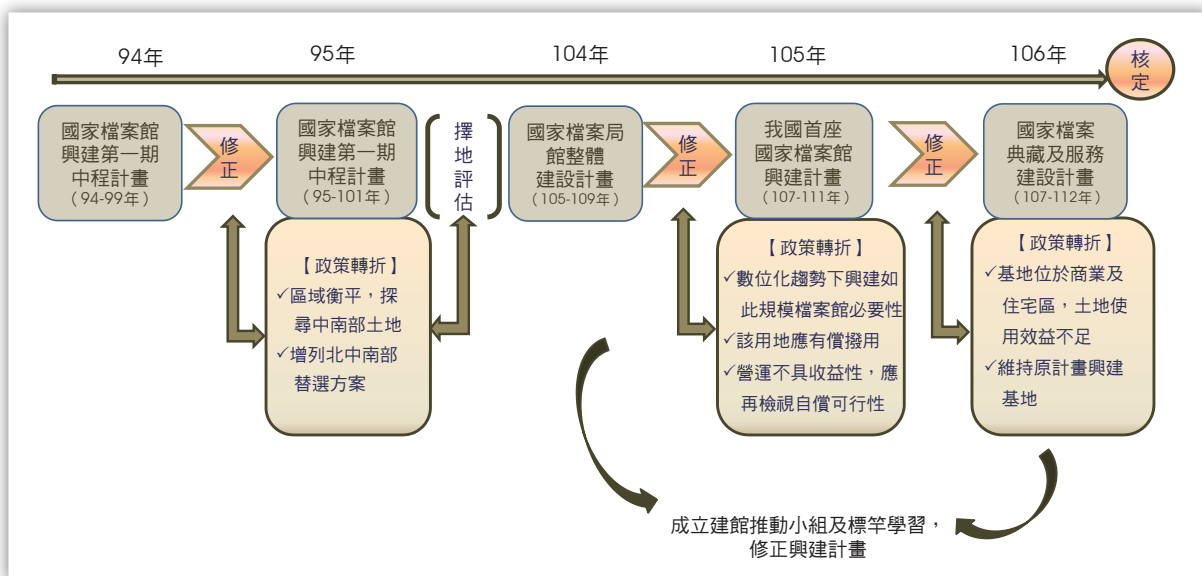 94年
95年
104年
105年
106年
核
定
國家檔案館
興建第一期
中程計畫
（94-99年）
修
正
國家檔案館
興建第一期
中程計畫
（95-101年）
擇
地
評
估
國家檔案局
館整體
建設計畫
（105-109年）
修
正
我國首座
國家檔案館
興建計畫
（107-111年）
修
正
國家檔案
典藏及服務
建設計畫
（107-112年）
【政策轉折】
✓區域衡平，探
尋中南部土地
✓增列北中南部
替選方案
【政策轉折】
✓數位化趨勢下興建如
此規模檔案館必要性
✓該用地應有償撥用
✓營運不具收益性，應
再檢視自償可行性
【政策轉折】
✓基地位於商業及
住宅區，土地使
用效益不足
✓維持原計畫興建
基地
成立建館推動小組及標竿學習，
修正興建計畫